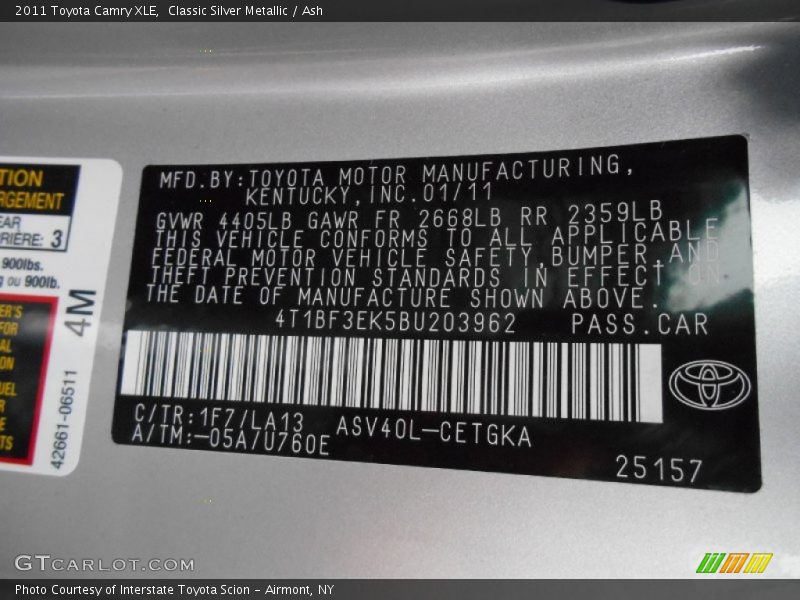 2011 Toyota Camry XLE,  Classic Silver Metallic / Ash
MFD.BY:TOYOTA MOTOR MANUFACTURING,
KENTUCKY,INC.01/11
GVWR 4405LB GAWR FR 2668LB RR 2359LB
THIS VEHICLE CONFORMS TO ALL APPLICABLE
FEDERAL MOTOR VEHICLE SAFETY,BUMPER AND
THEFT PREVENTION STANDARDS IN EFFECT ON
THE DATE OF MANUFACTURE SHOWN ABOVE.
4T1BF3EK5BU203962 PASS.CAR
C/TR:1F7/LA13
A/TM:-05A/U760E
ASV40L-CETGKA
25157
3
900lbs.
ou 900lb.
4M
42661-06511
GTCARLOT.COM
Photo Courtesy of Interstate Toyota Scion - Airmont, NY